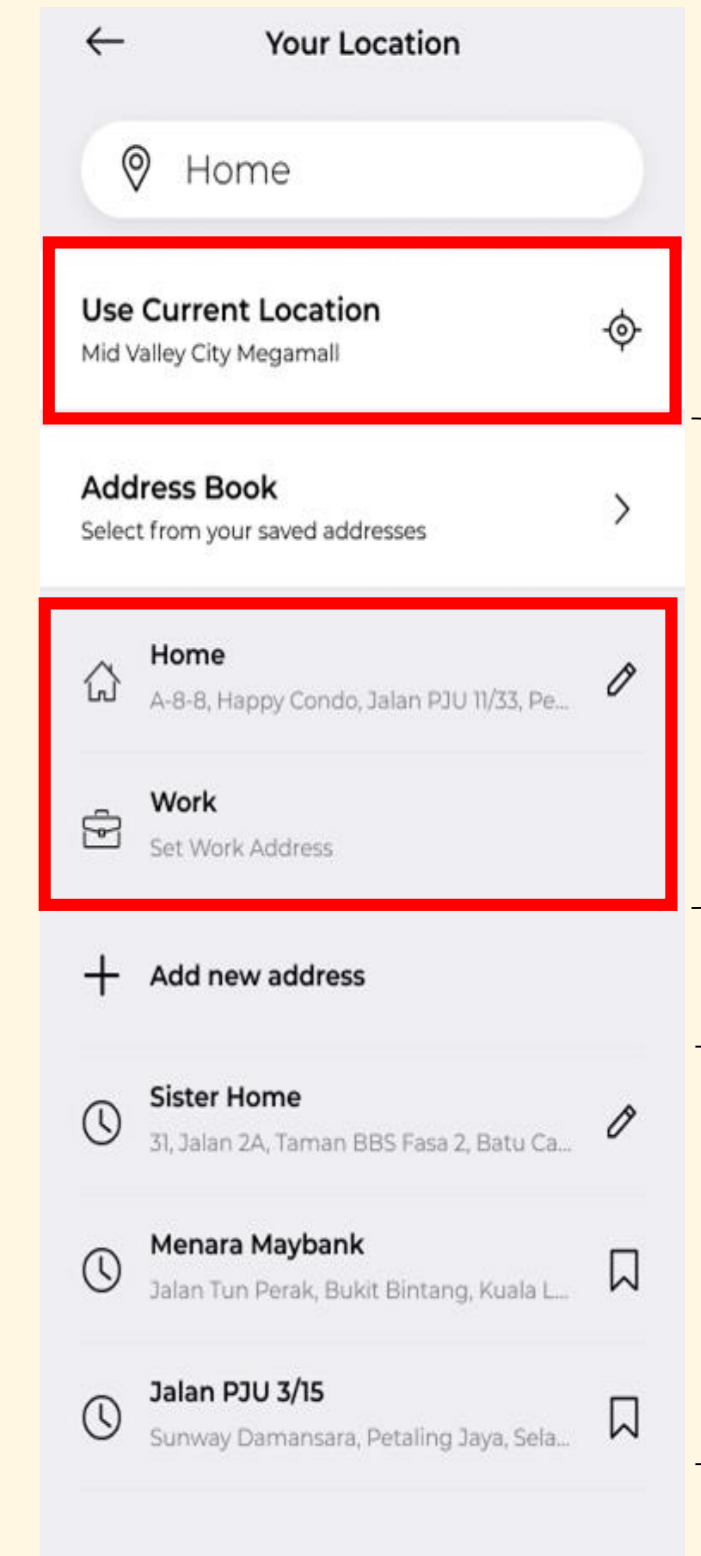 Your Location
Home
Use Current Location
Mid Valley City Megamall
Address Book
Select from your saved addresses
Home
A-8-8, Happy Condo, Jalan PJU 11/33, Pe...
Work
Set Work Address
Add new address
Sister Home
31, Jalan 2A, Taman BBS Fasa 2, Batu Ca...
Menara Maybank
Jalan Tun Perak, Bukit Bintang, Kuala L...
Jalan PJU 3/15
Sunway Damansara, Petaling Jaya, Sela...